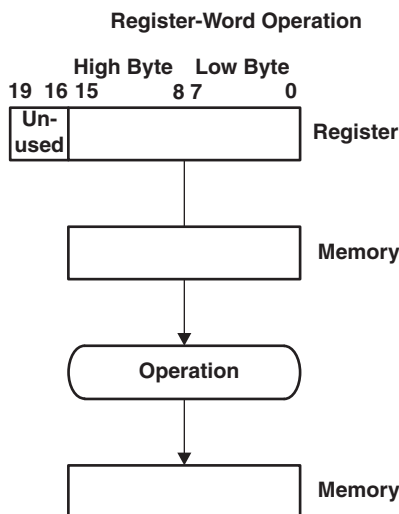 Register-Word Operation
High Byte Low Byte
19 16 15 8 7 0
Un-
used
Register
Memory
Operation
Memory